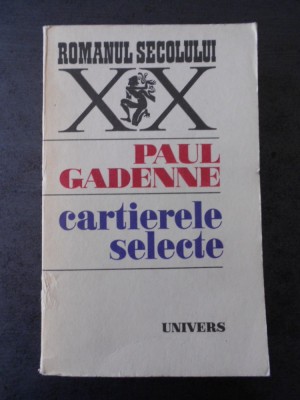 ROMANUL SECOLULUI
XX
PAUL
GADENNE
cartierele
selecte
UNIVERS